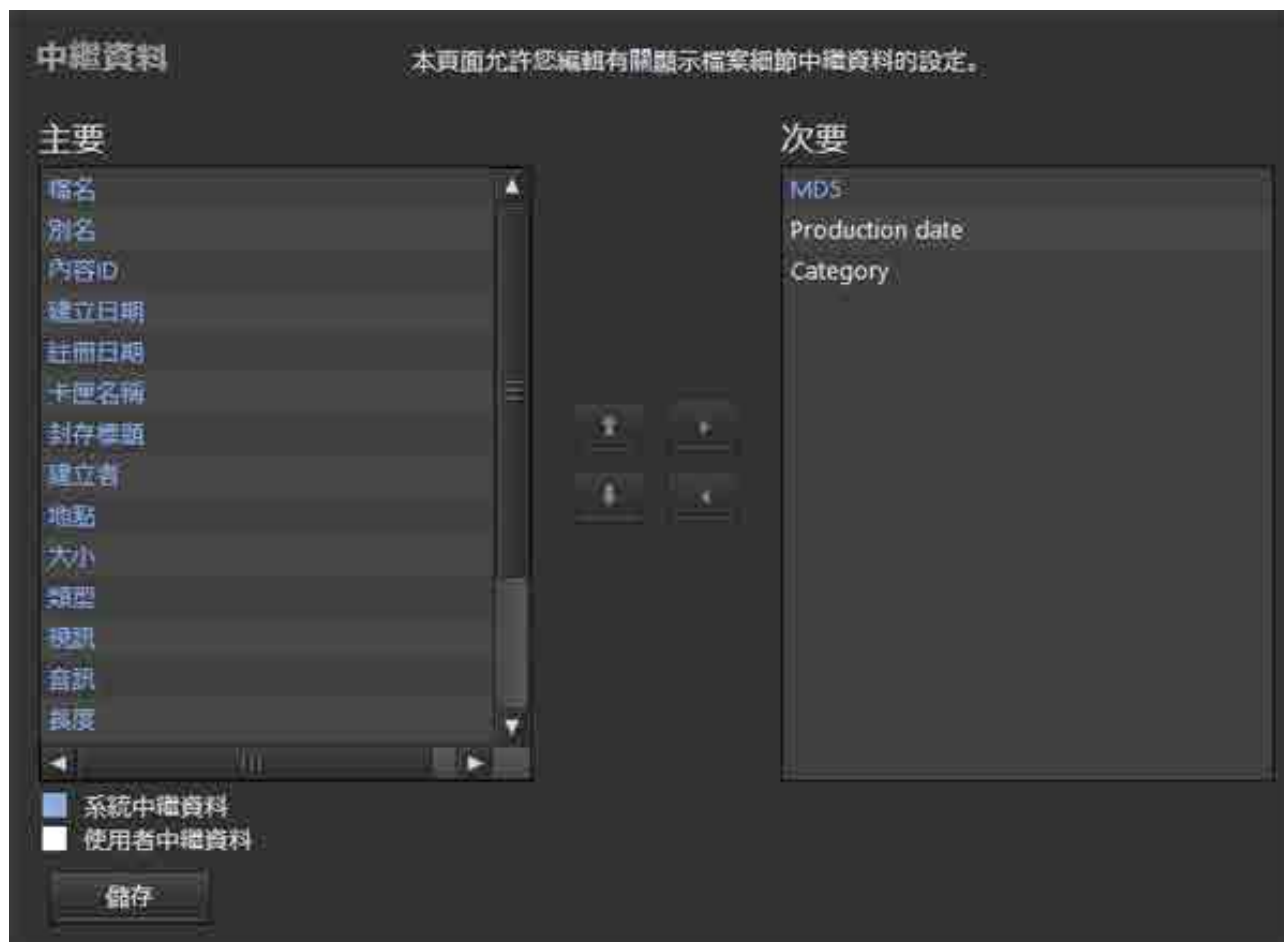 中繼資料
本頁面允許您編輯有關顯示檔案細節中繼資料的設定。
主要
檔名
別名
內容ID
建立日期
註冊日期
卡匣名稱
封存標題
建立者
地點
大小
類型
視訊
音訊
長度
次要
MD5
Production date
Category
系統中繼資料
使用者中繼資料
儲存